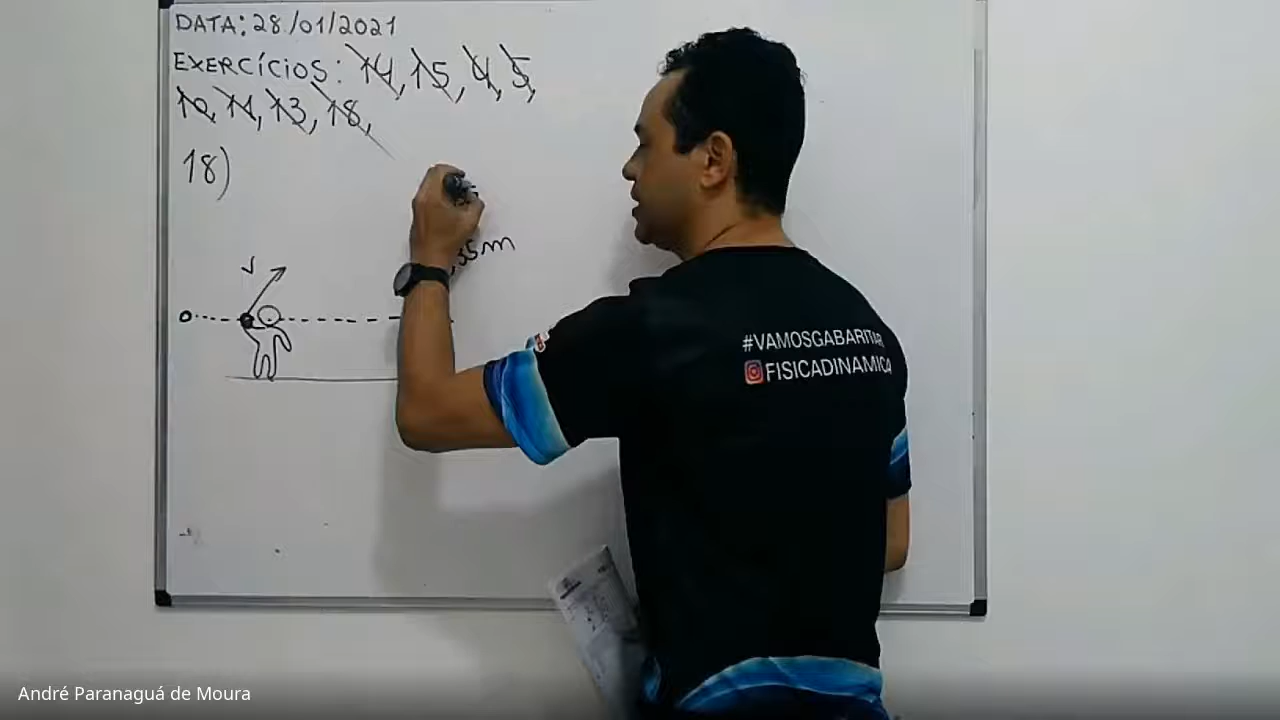 DATA: 28/01/2021
EXERCÍCIOS: 14, 15, 4, 5,
10, 11, 13, 18,
18)
,35m
V
0
#VAMOSGABARITAR
FISICADINAMICA
André Paranaguá de Moura